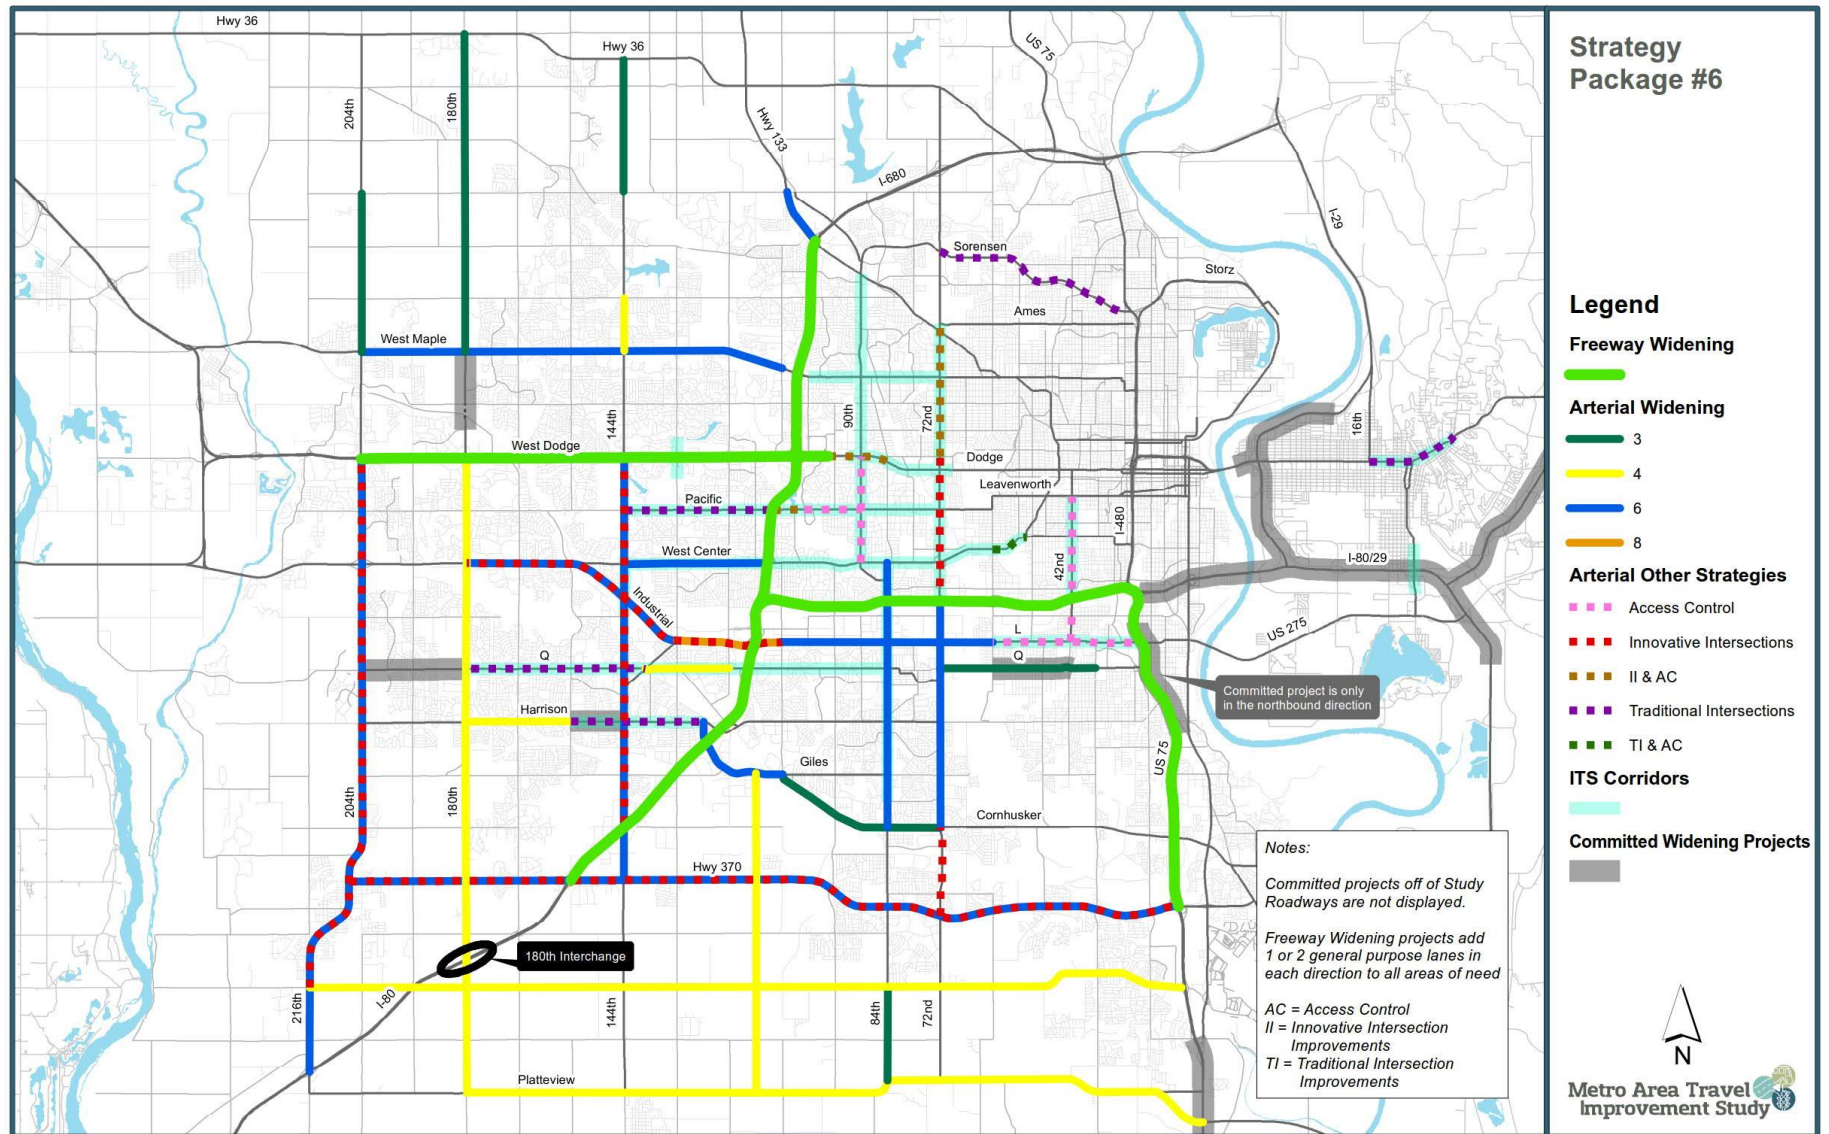 Hwy 36
Hwy 36
US 75
204th
180th
Hwy 133
I-680
I-29
Sorensen
Storz
Ames
West Maple
144th
90th
72nd
16th
West Dodge
Dodge
Leavenworth
Pacific
I-480
West Center
42nd
I-80/29
Industrial
L
US 275
Q
Q
Committed project is only
in the northbound direction
Harrison
US 75
Giles
204th
180th
Cornhusker
Hwy 370
180th Interchange
I-80
216th
144th
84th
72nd
Platteview
Notes:
Committed projects off of Study
Roadways are not displayed.
Freeway Widening projects add
1 or 2 general purpose lanes in
each direction to all areas of need
AC = Access Control
II = Innovative Intersection
Improvements
TI = Traditional Intersection
Improvements
Strategy
Package #6
Legend
Freeway Widening
Arterial Widening
3
4
6
8
Arterial Other Strategies
Access Control
Innovative Intersections
II & AC
Traditional Intersections
TI & AC
ITS Corridors
Committed Widening Projects
N
Metro Area Travel
Improvement Study